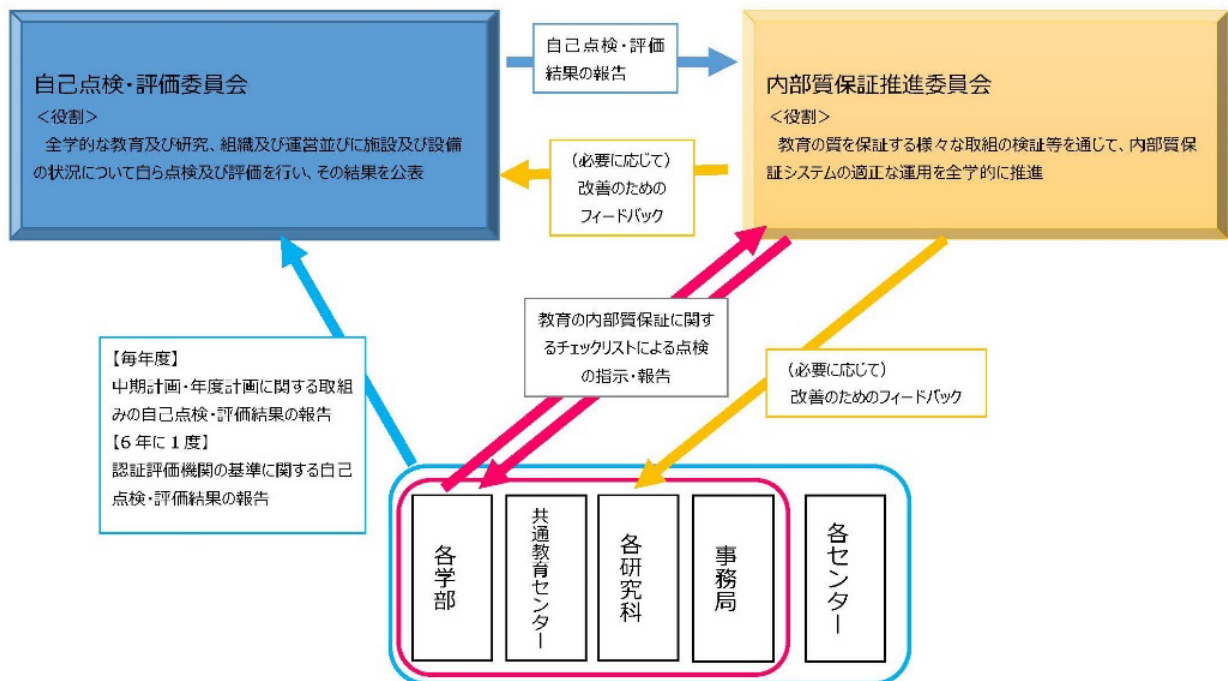 自己点検・評価委員会
＜役割＞
全学的な教育及び研究、組織及び運営並びに施設及び設備
の状況について自ら点検及び評価を行い、その結果を公表
自己点検・評価
結果の報告
内部質保証推進委員会
＜役割＞
教育の質を保証する様々な取組の検証等を通じて、内部質保
証システムの適正な運用を全学的に推進
（必要に応じて）
改善のための
フィードバック
【毎年度】
中期計画・年度計画に関する取組
みの自己点検・評価結果の報告
【６年に１度】
認証評価機関の基準に関する自己
点検・評価結果の報告
教育の内部質保証に関す
るチェックリストによる点検
の指示・報告
（必要に応じて）
改善のためのフィードバック
各学部
共通教育センター
各研究科
事務局
各センター